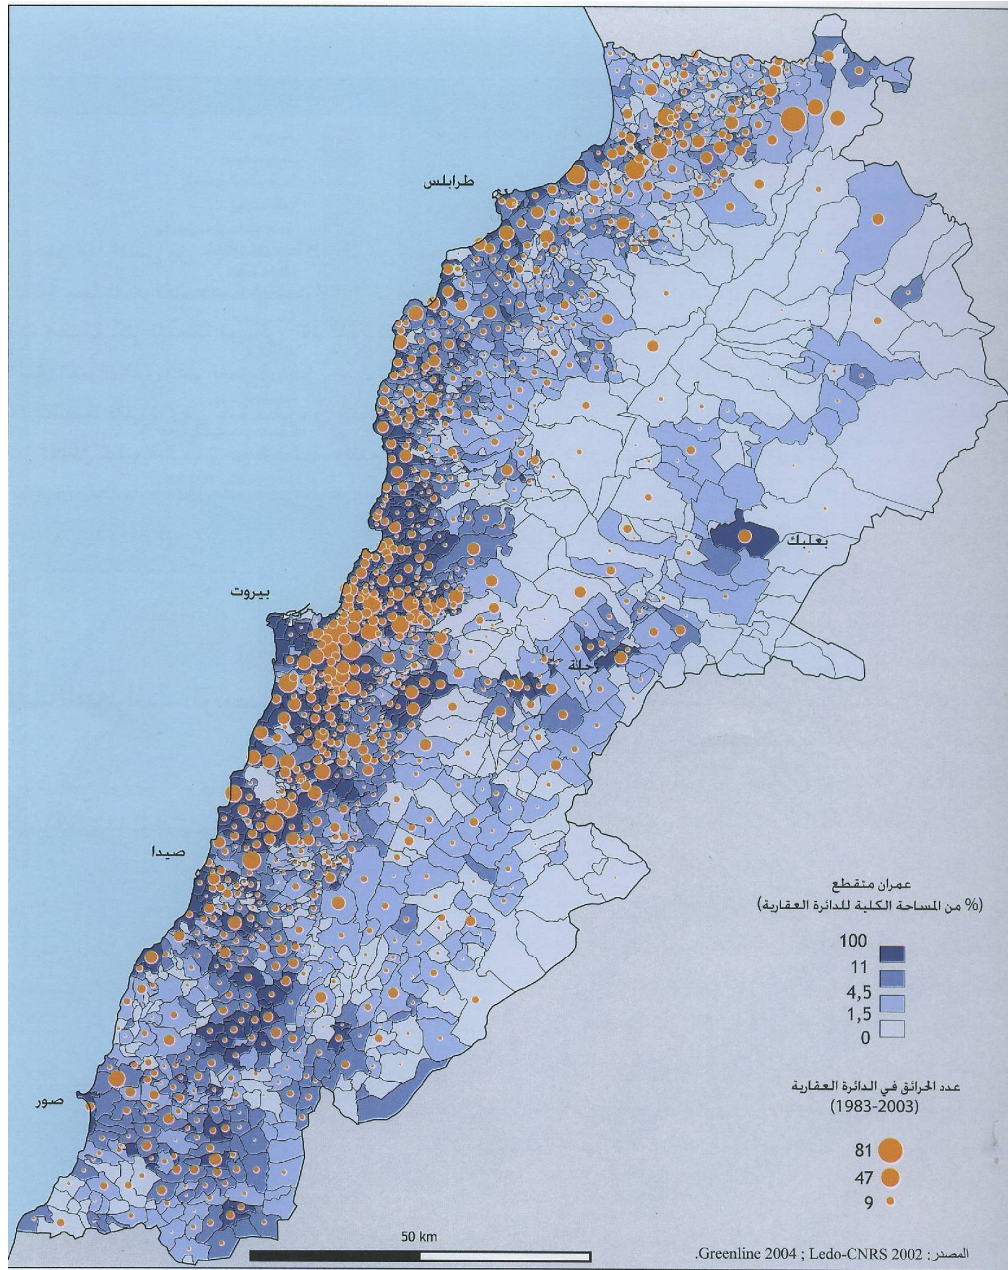 طرابلس
بعلبك
بيروت
زحلة
صيدا
صور
عمران متقطع
(% من المساحة الكلية للدائرة العقارية)
100
11
4,5
1,5
0
عدد الحرائق في الدائرة العقارية
(1983-2003)
81
47
9
50 km
المصدر: Greenline 2004 ; Ledo-CNRS 2002.